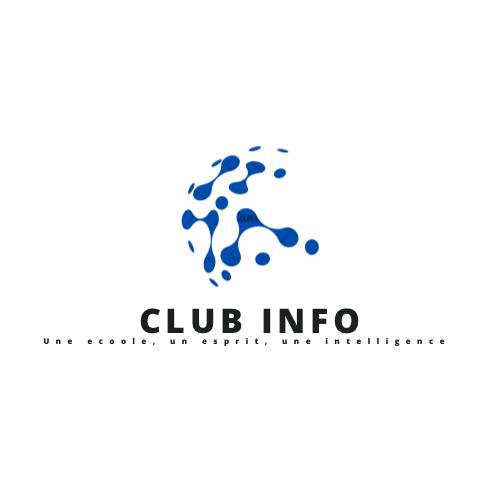 CLUB INFO
Une ecoole, un esprit, une intelligence